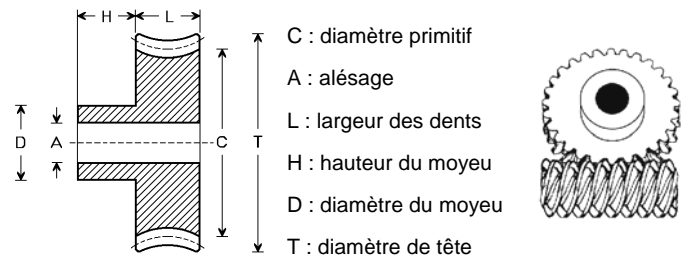 H L
C : diamètre primitif
A : alésage
L : largeur des dents
H : hauteur du moyeu
D : diamètre du moyeu
T : diamètre de tête
D A C T